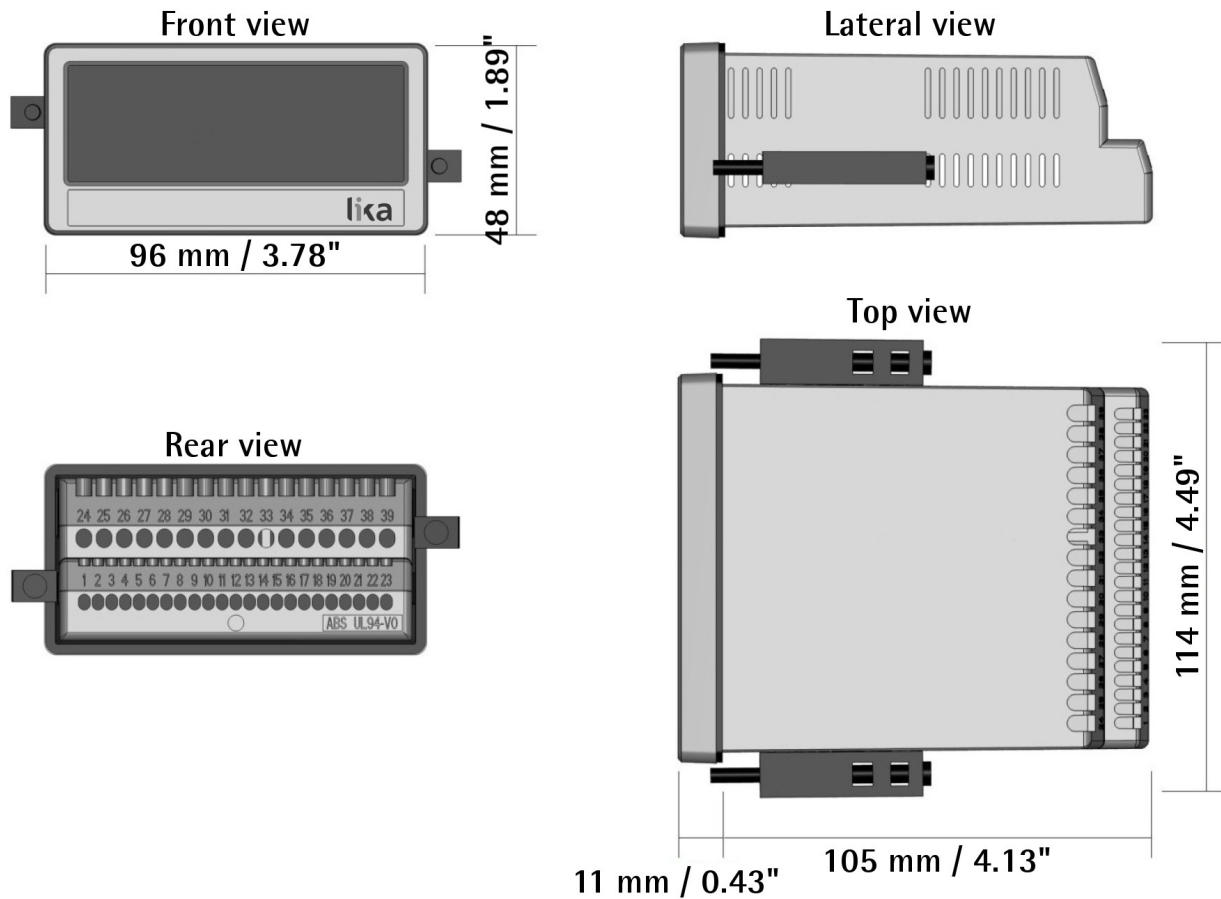 Front view
48 mm / 1.89"
lika
96 mm / 3.78"
Lateral view
Top view
114 mm / 4.49"
105 mm / 4.13"
11 mm / 0.43"
Rear view
24 25 26 27 28 29 30 31 32 33 34 35 36 37 38 39
1 2 3 4 5 6 7 8 9 10 11 12 13 14 15 16 17 18 19 20 21 22 23
ABS UL94-V0